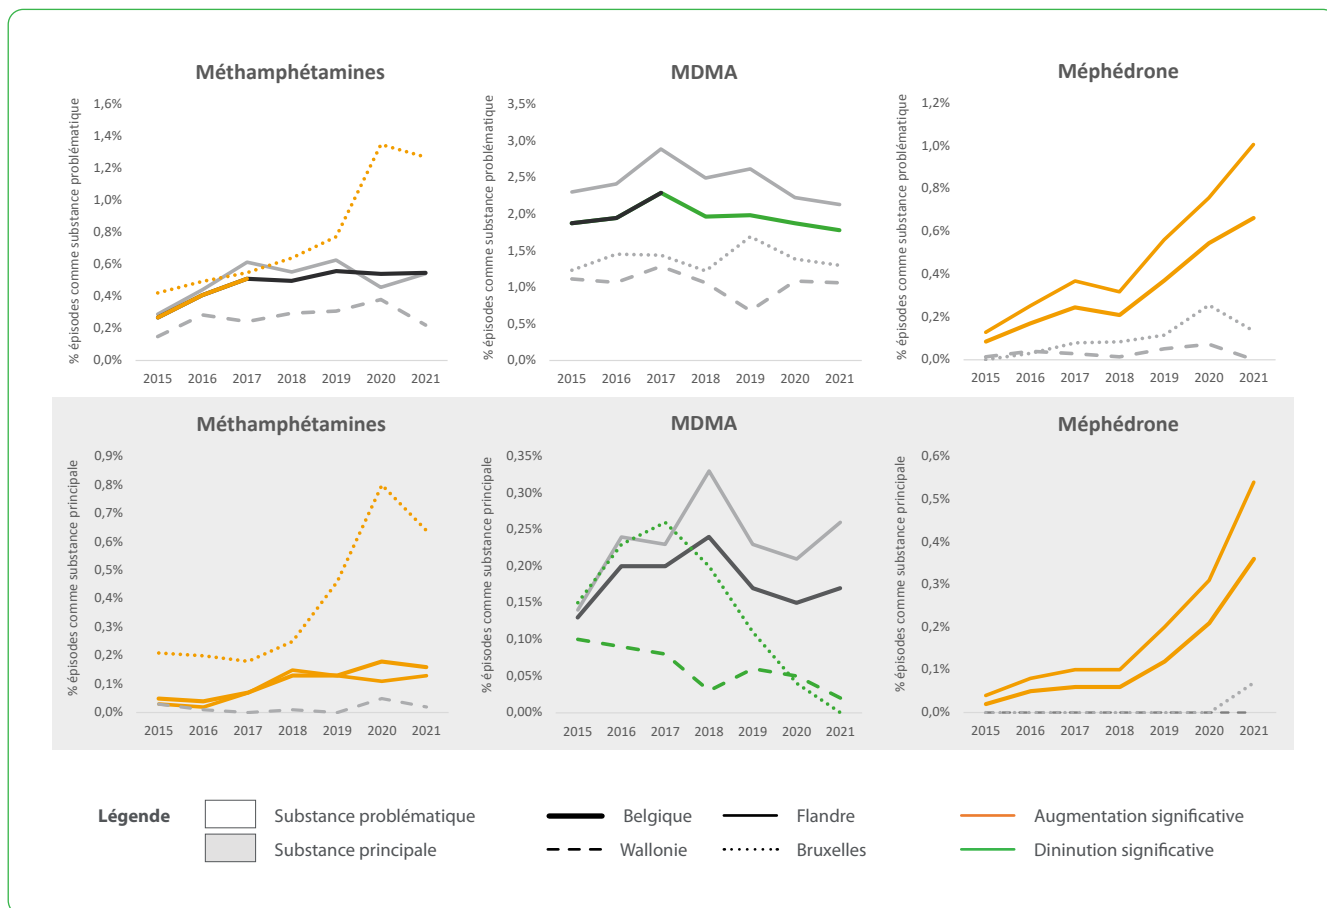 Méthamphétamines
% épisodes comme substance problématique
1,6%
1,4%
1,2%
1,0%
0,8%
0,6%
0,4%
0,2%
0,0%
2015 2016 2017 2018 2019 2020 2021
MDMA
% épisodes comme substance problématique
3,5%
3,0%
2,5%
2,0%
1,5%
1,0%
0,5%
0,0%
2015 2016 2017 2018 2019 2020 2021
Méphédrone
% épisodes comme substance problématique
1,2%
1,0%
0,8%
0,6%
0,4%
0,2%
0,0%
2015 2016 2017 2018 2019 2020 2021
Méthamphétamines
% épisodes comme substance principale
0,9%
0,8%
0,7%
0,6%
0,5%
0,4%
0,3%
0,2%
0,1%
0,0%
2015 2016 2017 2018 2019 2020 2021
MDMA
% épisodes comme substance principale
0,35%
0,30%
0,25%
0,20%
0,15%
0,10%
0,05%
0,00%
2015 2016 2017 2018 2019 2020 2021
Méphédrone
% épisodes comme substance principale
0,6%
0,5%
0,4%
0,3%
0,2%
0,1%
0,0%
2015 2016 2017 2018 2019 2020 2021
Légende
Substance problématique
Substance principale
Belgique
Flandre
Wallonie
Bruxelles
Augmentation significative
Dininution significative